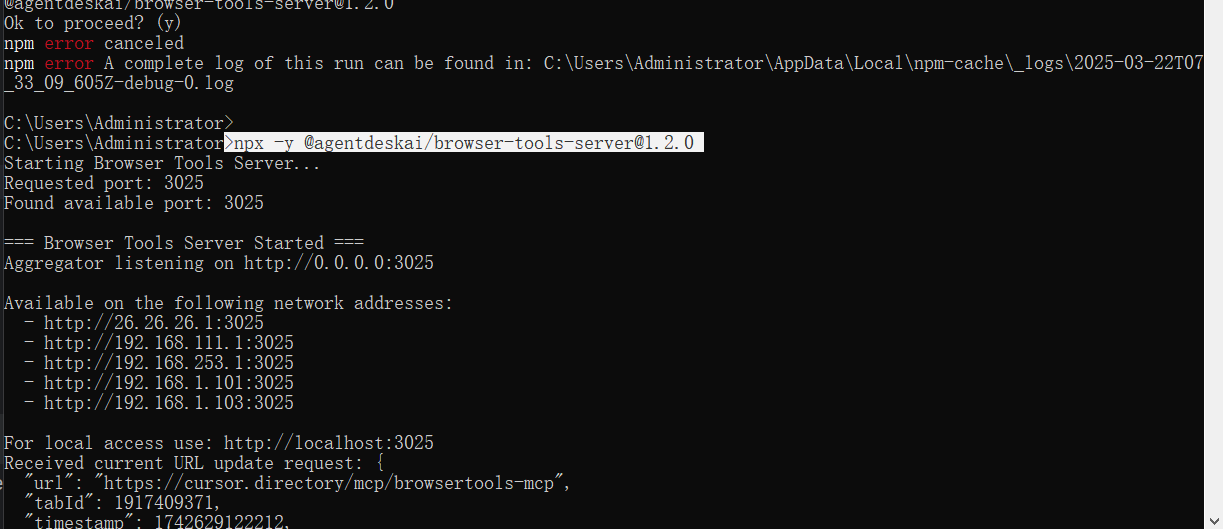 @agentdeskai/browser-tools-server@1.2.0
Ok to proceed? (y)
npm error canceled
npm error A complete log of this run can be found in: C:\Users\Administrator\AppData\Local\npm-cache\_logs\2025-03-22T07
_33_09_605Z-debug-0.log
C:\Users\Administrator>
C:\Users\Administrator>npx -y @agentdeskai/browser-tools-server@1.2.0
Starting Browser Tools Server...
Requested port: 3025
Found available port: 3025
=== Browser Tools Server Started ===
Aggregator listening on http://0.0.0.0:3025
Available on the following network addresses:
  - http://26.26.26.1:3025
  - http://192.168.111.1:3025
  - http://192.168.253.1:3025
  - http://192.168.1.101:3025
  - http://192.168.1.103:3025
For local access use: http://localhost:3025
Received current URL update request: {
  "url": "https://cursor.directory/mcp/browsertools-mcp",
  "tabId": 1917409371,
  "timestamp": 1742629122212,